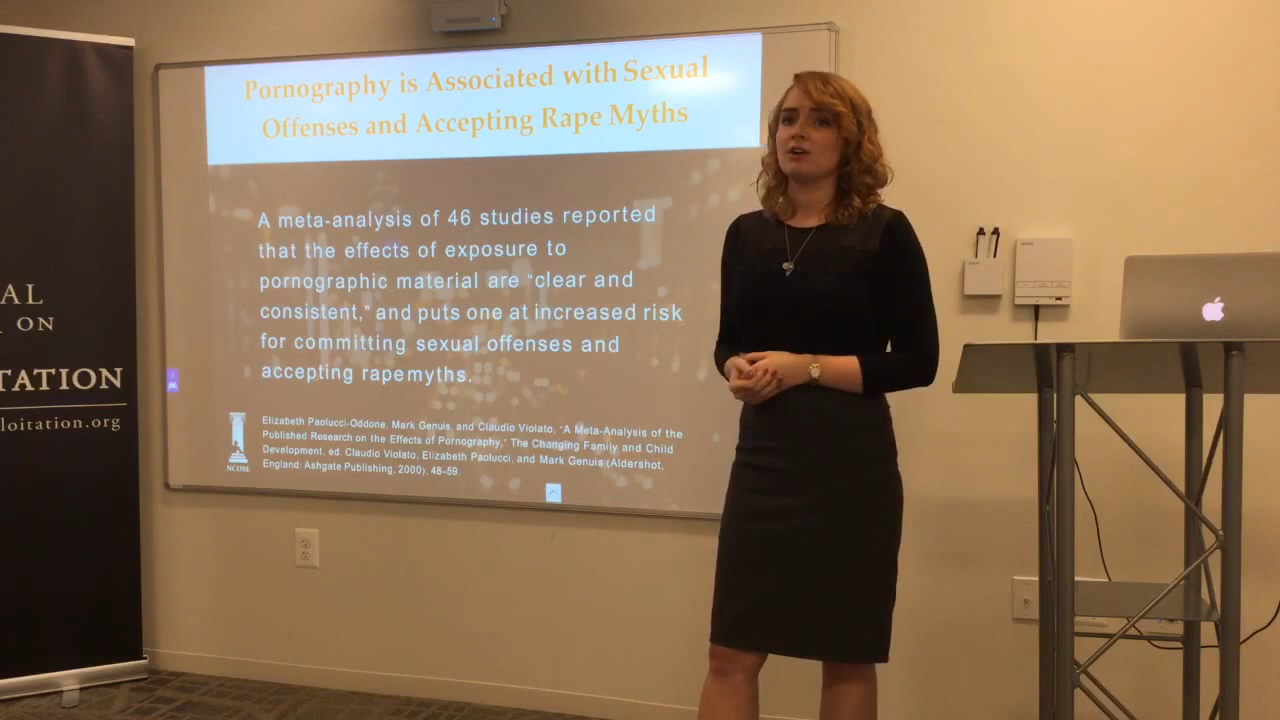 Pornography is Associated with Sexual
Offenses and Accepting Rape Myths
A meta-analysis of 46 studies reported
that the effects of exposure to
pornographic material are “clear and
consistent,” and puts one at increased risk
for committing sexual offenses and
accepting rapemyths.
Elizabeth Paolucci-Oddone, Mark Genuis, and Claudio Violato, “A Meta-Analysis of the
Published Research on the Effects of Pornography,” The Changing Family and Child
Development, ed. Claudio Violato, Elizabeth Paolucci, and Mark Genuis (Aldershot,
England: Ashgate Publishing, 2000), 48–59.
NCOSE
AL
ON
TATION
loitation.org